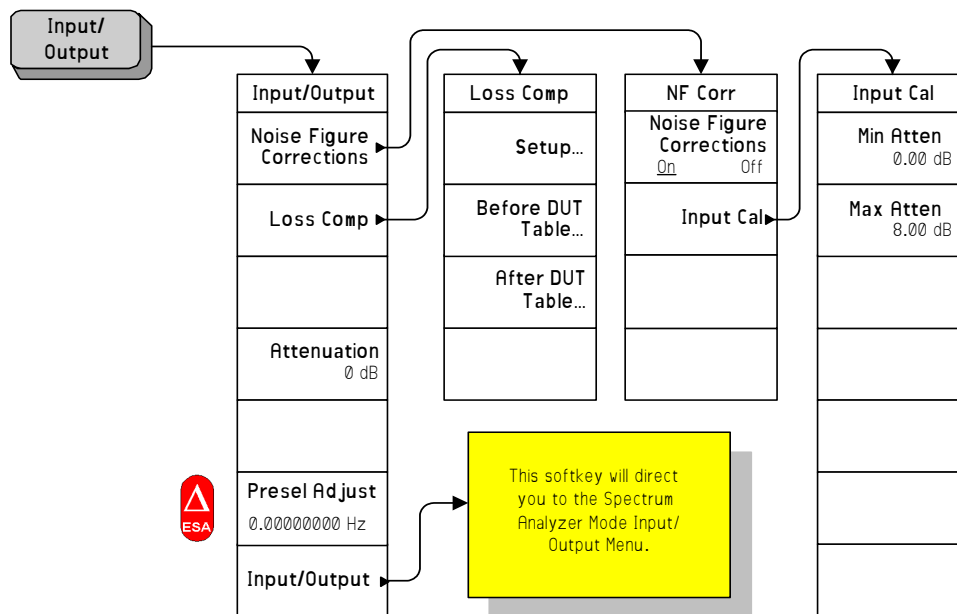 Input/
Output
Input/Output
Noise Figure
Corrections
Loss Comp
Attenuation
0 dB
Presel Adjust
0.00000000 Hz
Input/Output
Δ
ESA
Loss Comp
Setup...
Before DUT
Table...
After DUT
Table...
NF Corr
Noise Figure
Corrections
On Off
Input Cal
Input Cal
Min Atten
0.00 dB
Max Atten
8.00 dB
This softkey will direct
you to the Spectrum
Analyzer Mode Input/
Output Menu.